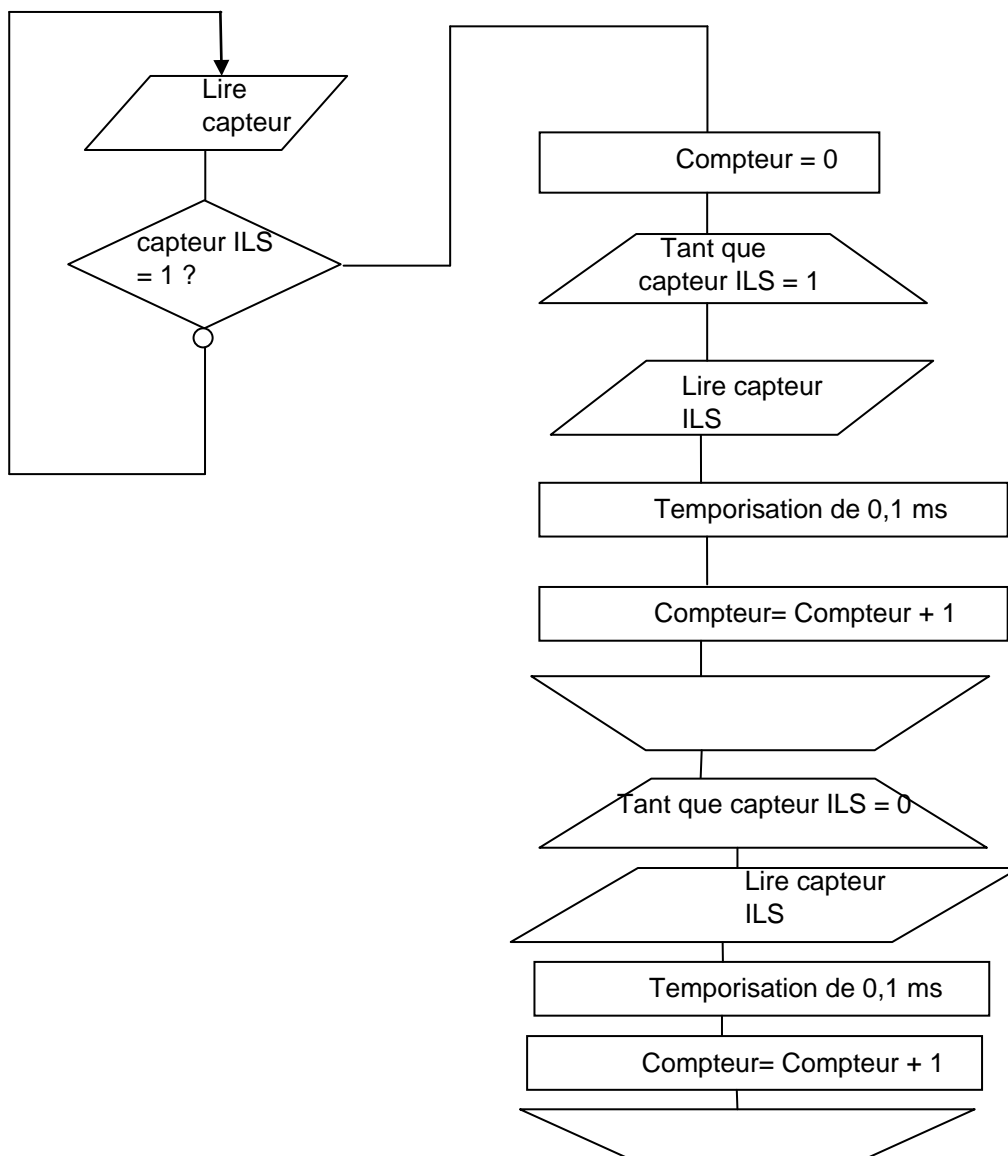 Lire
capteur
capteur ILS
= 1 ?
Compteur = 0
Tant que
capteur ILS = 1
Lire capteur
ILS
Temporisation de 0,1 ms
Compteur= Compteur + 1
Tant que capteur ILS = 0
Lire capteur
ILS
Temporisation de 0,1 ms
Compteur= Compteur + 1